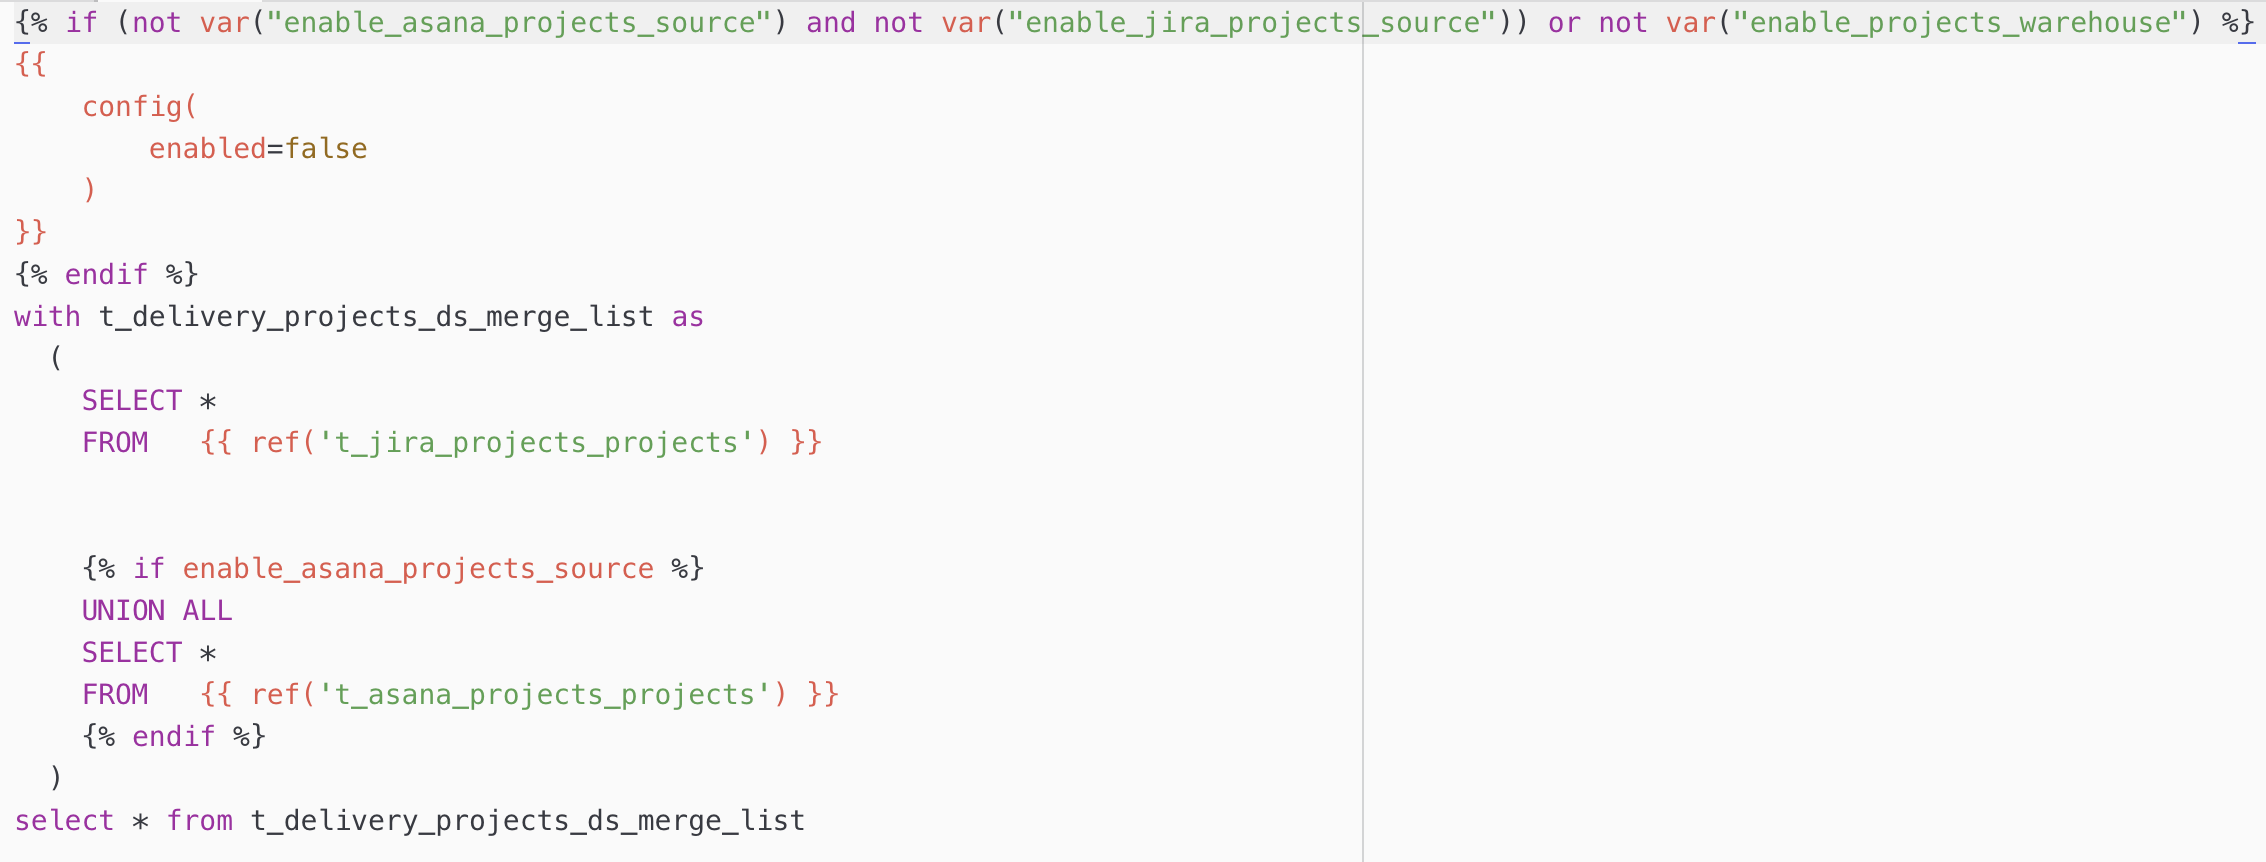 {% if (not var("enable_asana_projects_source") and not var("enable_jira_projects_source")) or not var("enable_projects_warehouse") %}
{{
    config(
        enabled=false
    )
}}
{% endif %}
with t_delivery_projects_ds_merge_list as
  (
    SELECT *
    FROM   {{ ref('t_jira_projects_projects') }}
    {% if enable_asana_projects_source %}
    UNION ALL
    SELECT *
    FROM   {{ ref('t_asana_projects_projects') }}
    {% endif %}
  )
select * from t_delivery_projects_ds_merge_list